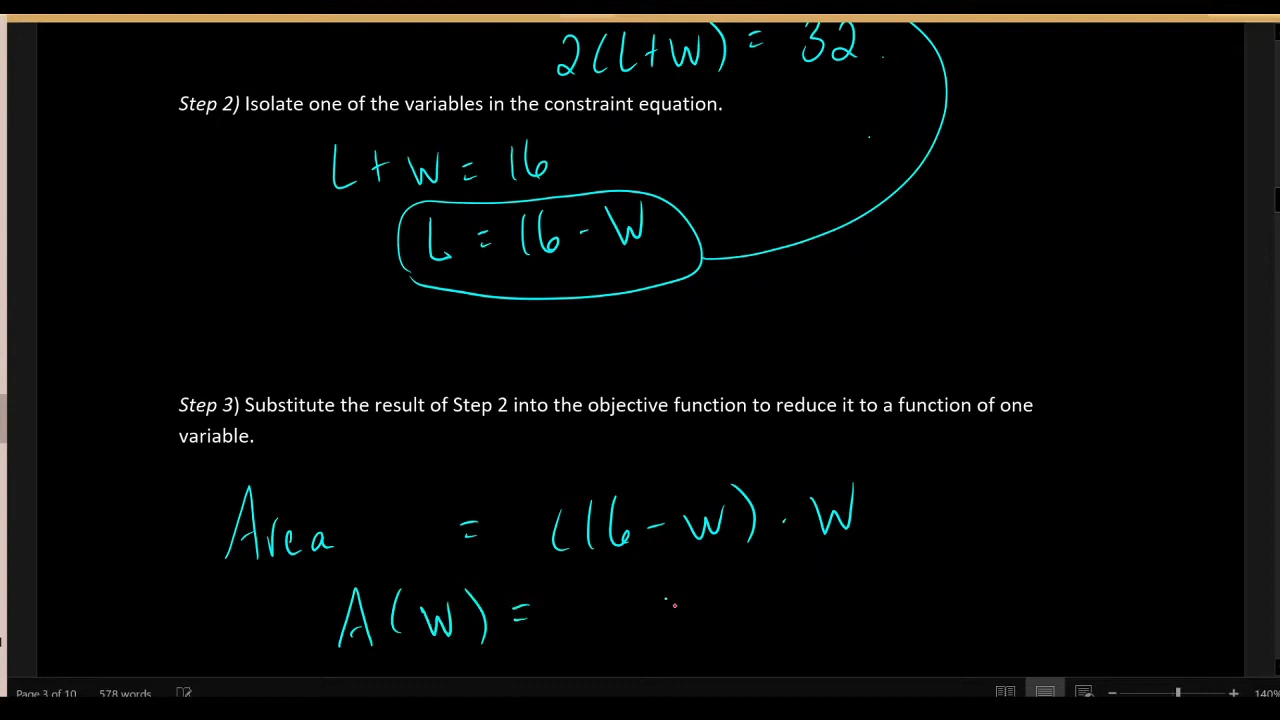 2(L+W) = 32
Step 2) Isolate one of the variables in the constraint equation.
L+ W = 16
L = 16 - W
Step 3) Substitute the result of Step 2 into the objective function to reduce it to a function of one
variable.
Area = (16 - W) · W
A(W) =
Page 3 of 10 578 words 140%